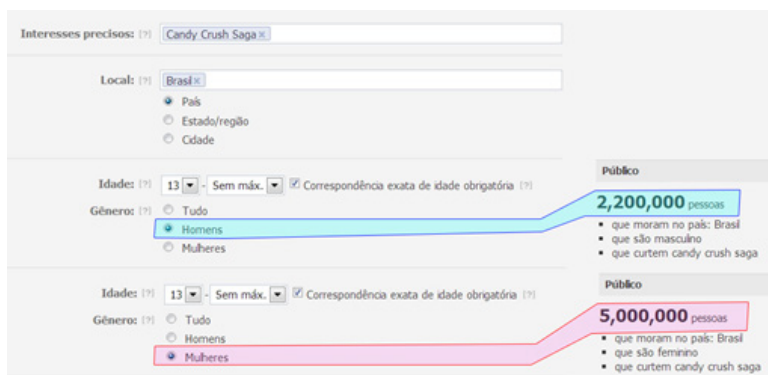 Interesses precisos: [?] Candy Crush Saga ×
Local: [?] Brasil ×
País
Estado/região
Cidade
Idade: [?] 13 - Sem máx. Correspondência exata de idade obrigatória [?]
Gênero: [?] Tudo
Homens
Mulheres
Público
2,200,000 pessoas
que moram no país: Brasil
que são masculino
que curtem candy crush saga
Idade: [?] 13 - Sem máx. Correspondência exata de idade obrigatória [?]
Gênero: [?] Tudo
Homens
Mulheres
Público
5,000,000 pessoas
que moram no país: Brasil
que são feminino
que curtem candy crush saga